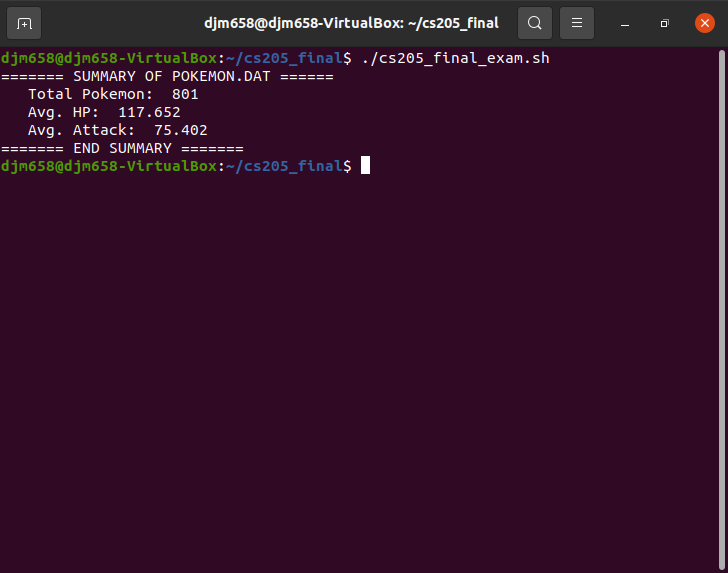 djm658@djm658-VirtualBox: ~/cs205_final
djm658@djm658-VirtualBox:~/cs205_final$ ./cs205_final_exam.sh
======= SUMMARY OF POKEMON.DAT ======
   Total Pokemon:  801
   Avg. HP:  117.652
   Avg. Attack:  75.402
======= END SUMMARY =======
djm658@djm658-VirtualBox:~/cs205_final$